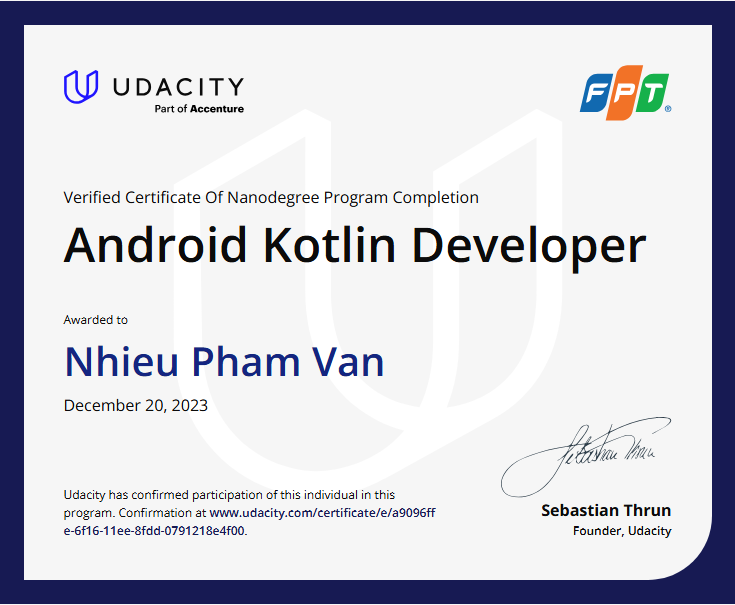 UDACITY
Part of Accenture
FPT®
Verified Certificate Of Nanodegree Program Completion
Android Kotlin Developer
Awarded to
Nhieu Pham Van
December 20, 2023
Udacity has confirmed participation of this individual in this
program. Confirmation at www.udacity.com/certificate/e/a9096ff
e-6f16-11ee-8fdd-0791218e4f00.
Sebastian Thrun
Sebastian Thrun
Founder, Udacity